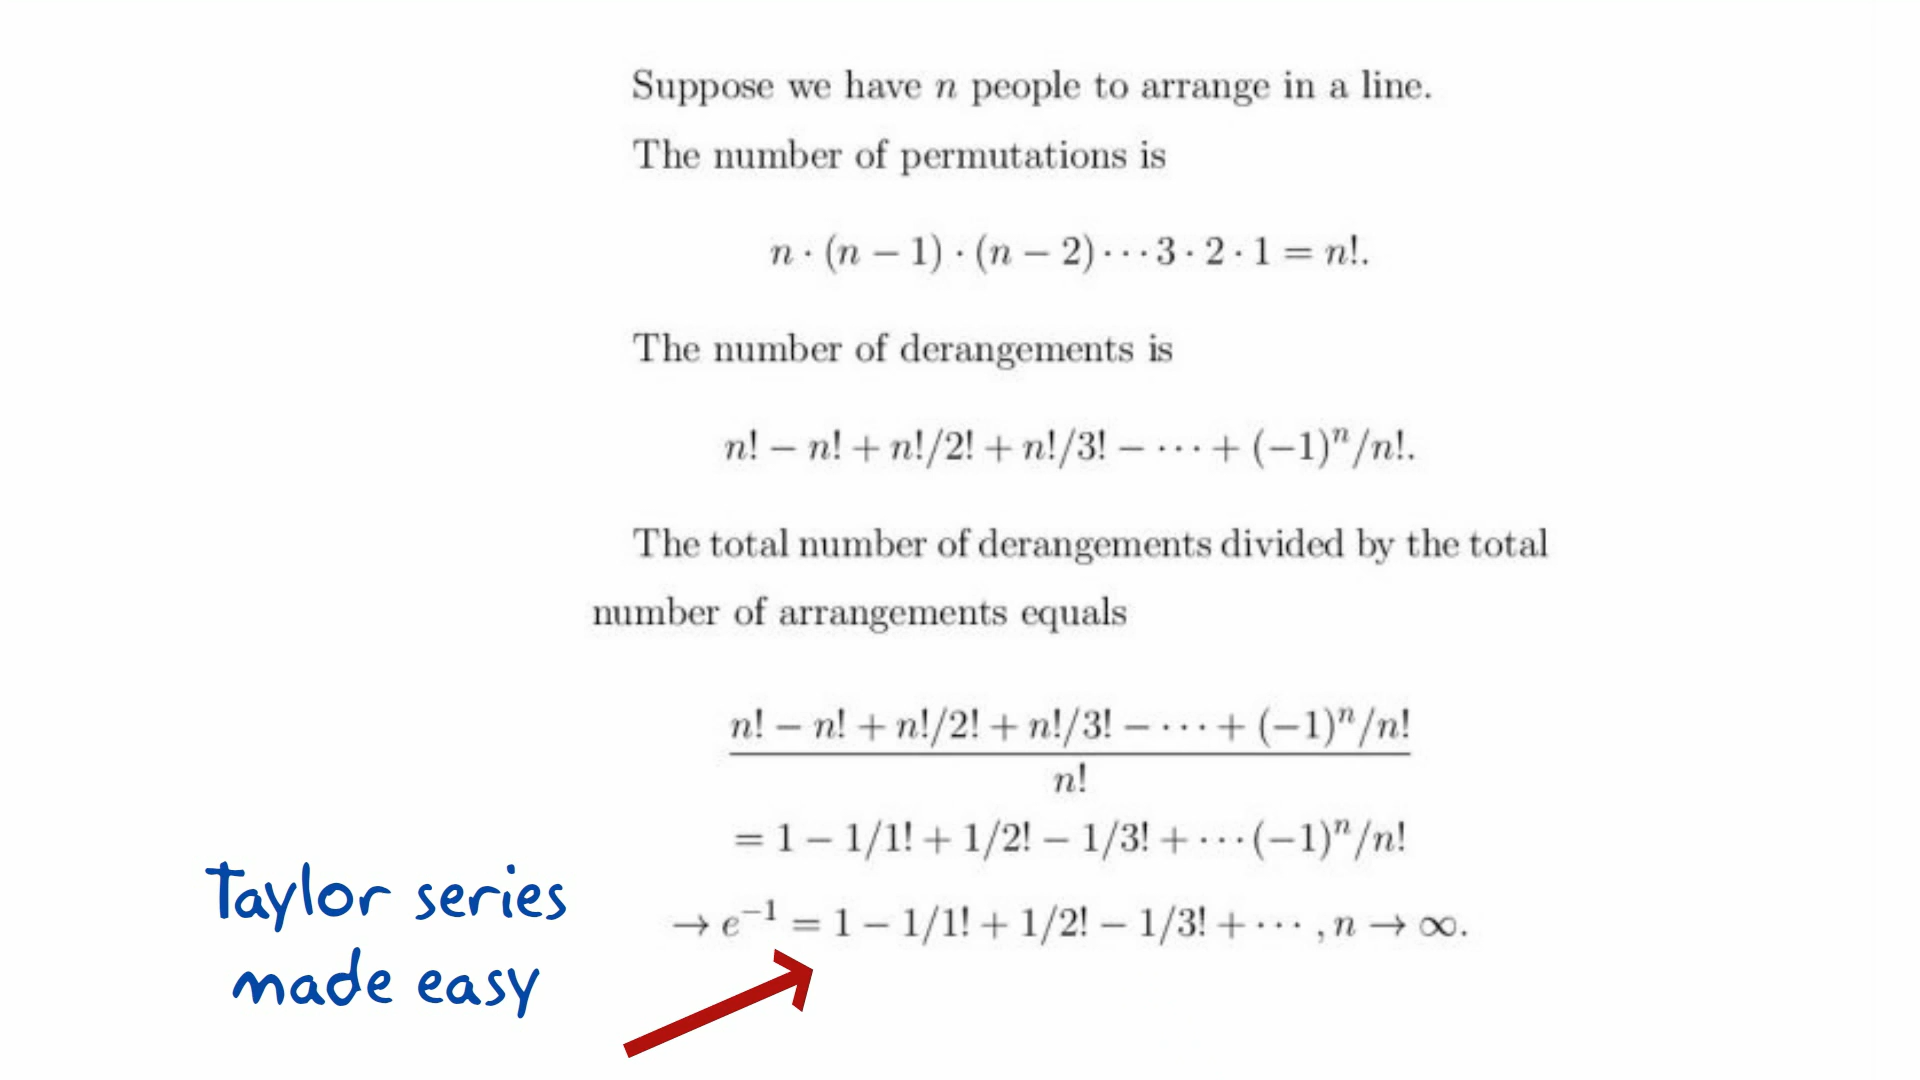 Suppose we have n people to arrange in a line.
The number of permutations is
n · (n − 1) · (n − 2) · · · 3 · 2 · 1 = n!.
The number of derangements is
n! − n! + n!/2! + n!/3! − · · · + (−1)ⁿ/n!.
The total number of derangements divided by the total
number of arrangements equals
n! − n! + n!/2! + n!/3! − · · · + (−1)ⁿ/n!
n!
= 1 − 1/1! + 1/2! − 1/3! + · · · (−1)ⁿ/n!
→ e⁻¹ = 1 − 1/1! + 1/2! − 1/3! + · · · , n → ∞.
Taylor series
made easy